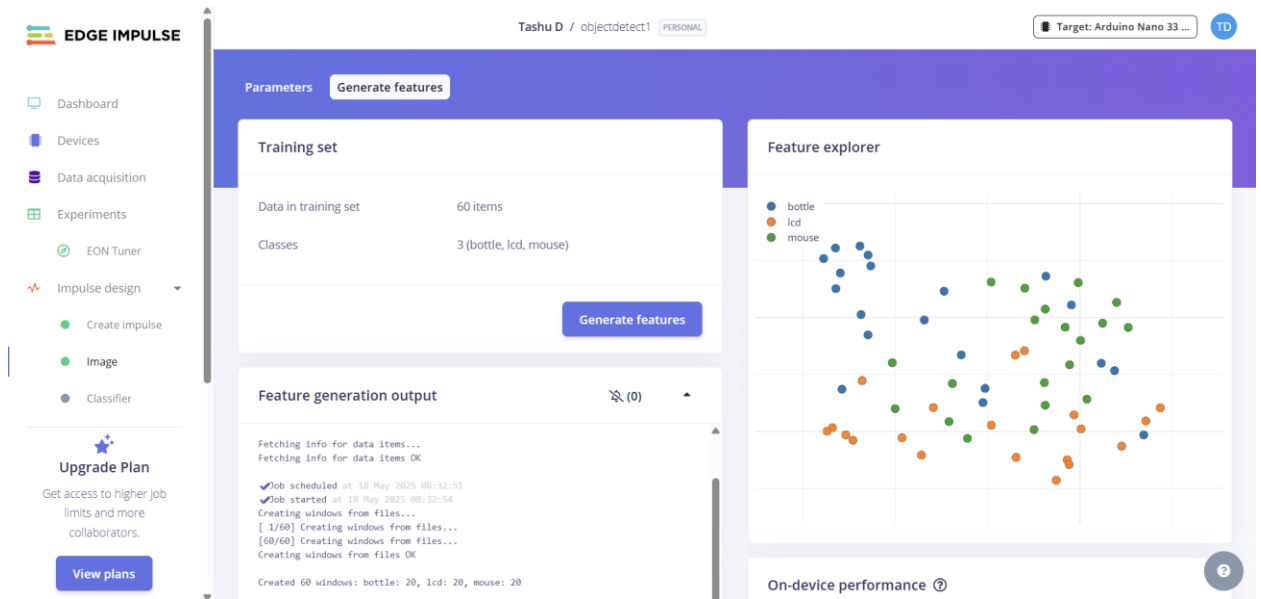 EDGE IMPULSE
Tashu D / objectdetect1 PERSONAL
Target: Arduino Nano 33 ...
TD
Dashboard
Devices
Data acquisition
Experiments
EON Tuner
Impulse design
Create impulse
Image
Classifier
Upgrade Plan
Get access to higher job
limits and more
collaborators.
View plans
Parameters
Generate features
Training set
Data in training set 60 items
Classes 3 (bottle, lcd, mouse)
Generate features
Feature generation output (0)
Fetching info for data items...
Fetching info for data items OK
Job scheduled at 18 May 2025 08:32:51
Job started at 18 May 2025 08:32:54
Creating windows from files...
[ 1/60] Creating windows from files...
[60/60] Creating windows from files...
Creating windows from files OK
Created 60 windows: bottle: 20, lcd: 20, mouse: 20
Feature explorer
bottle
lcd
mouse
On-device performance ?
?